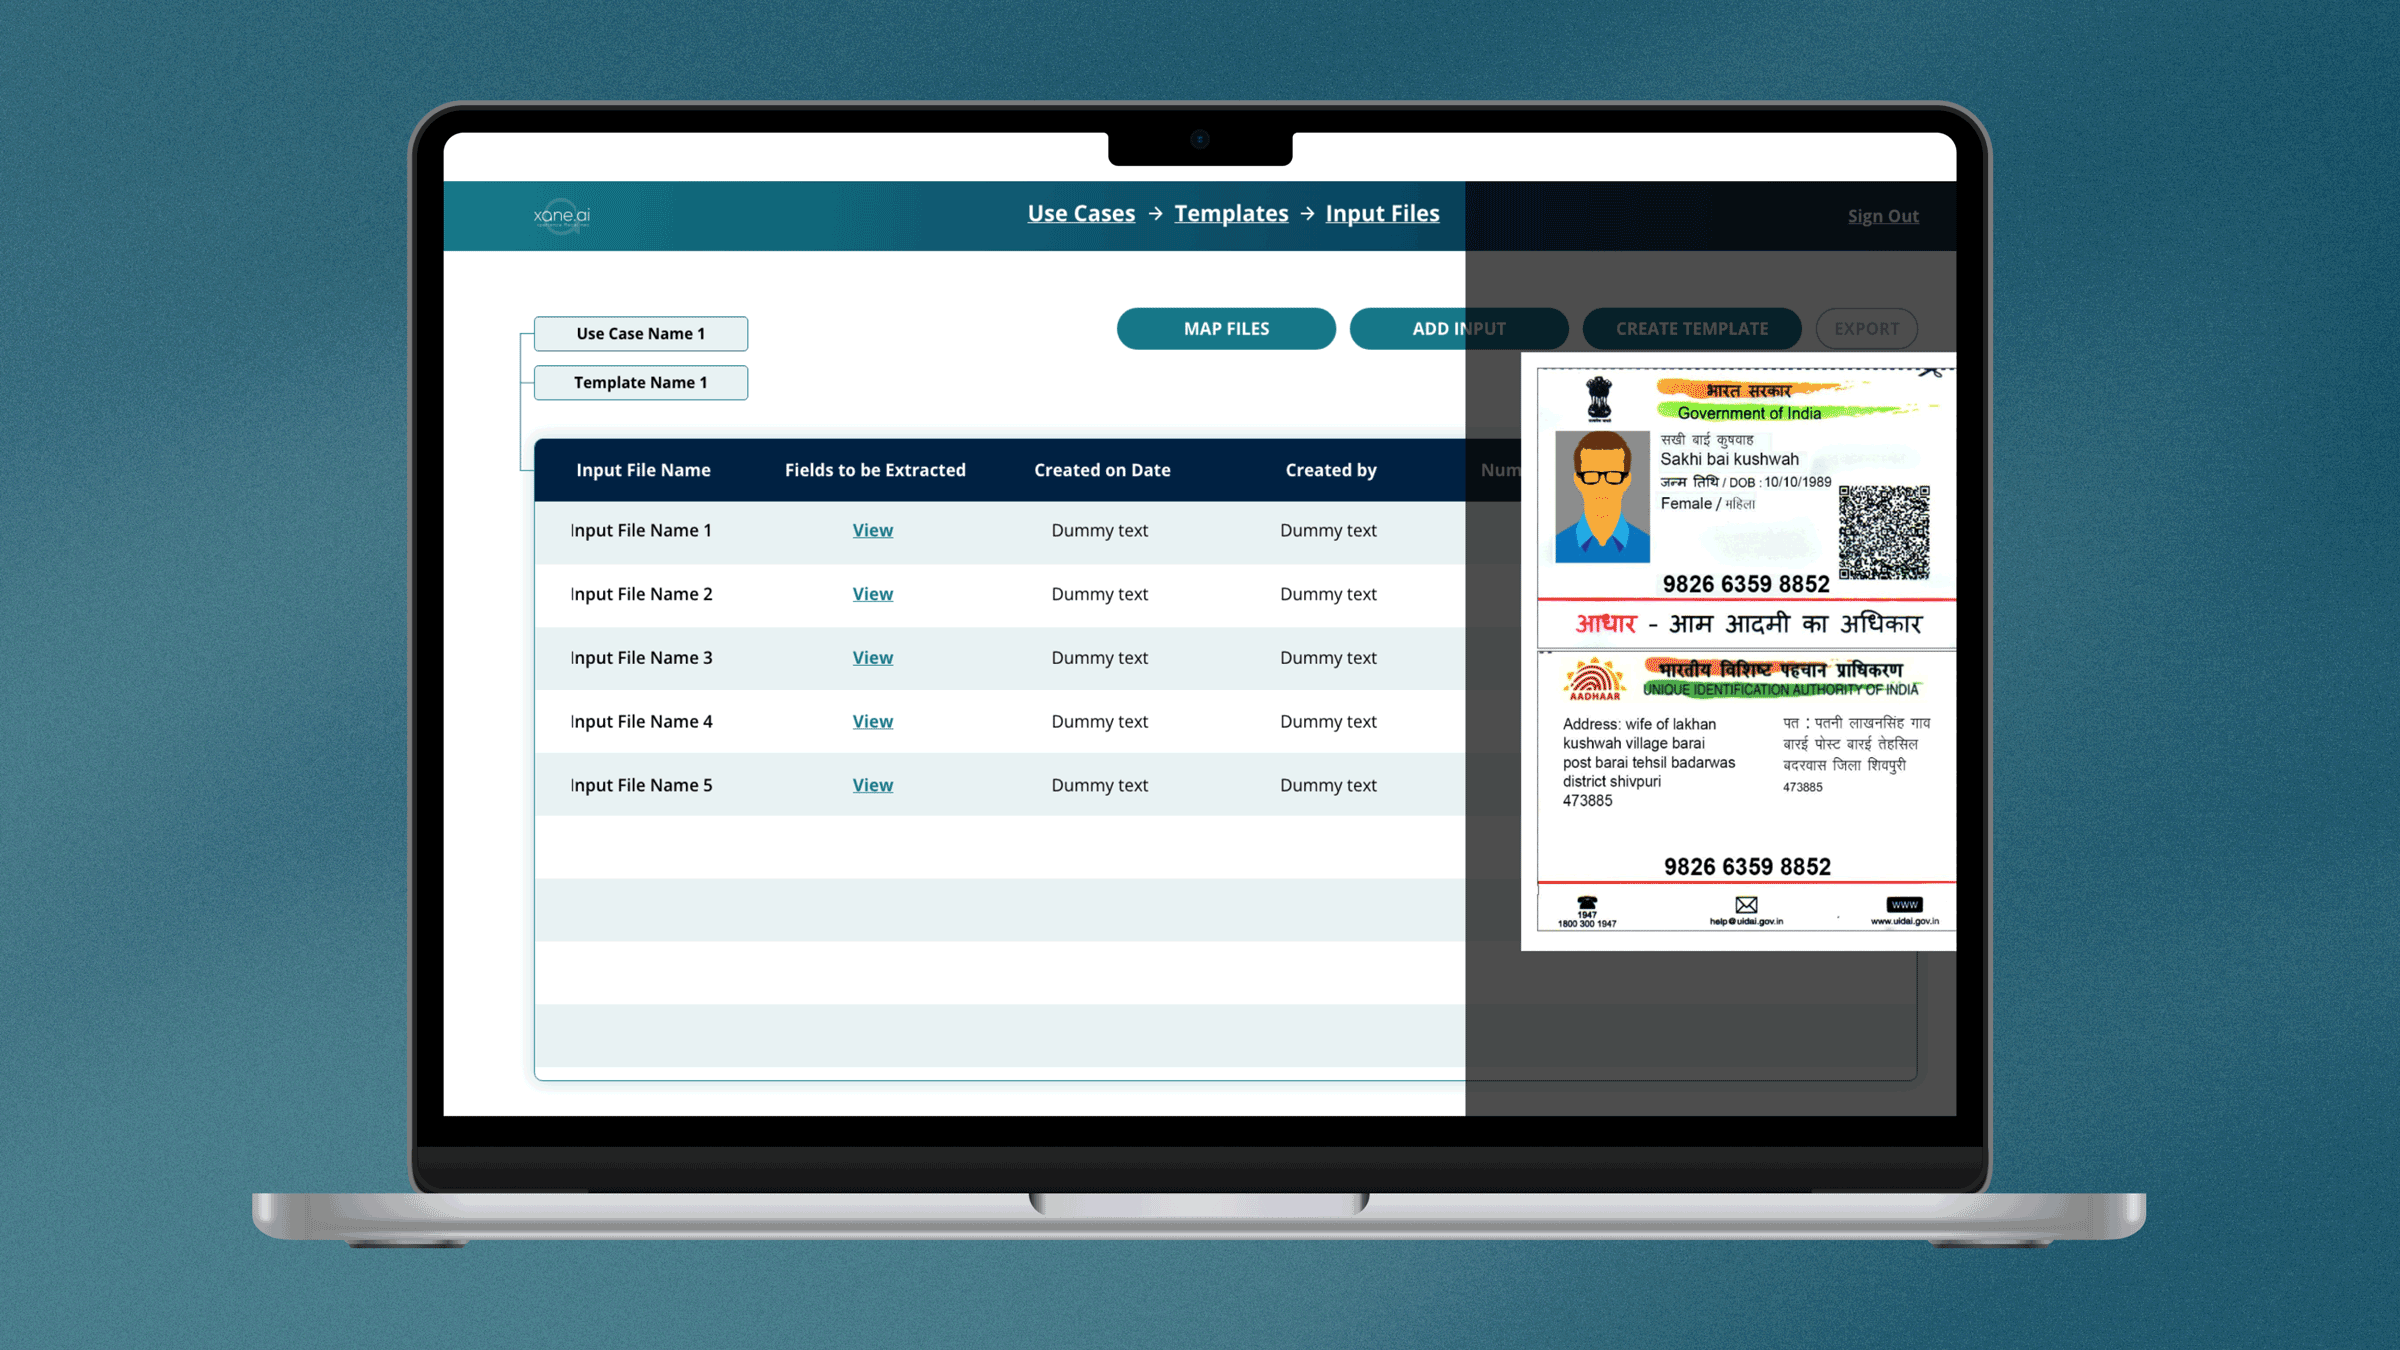 xane.ai
Use Cases → Templates → Input Files
Sign Out
MAP FILES
ADD INPUT
CREATE TEMPLATE
EXPORT
Use Case Name 1
Template Name 1
Input File Name Fields to be Extracted Created on Date Created by Num
Input File Name 1 View Dummy text Dummy text
Input File Name 2 View Dummy text Dummy text
Input File Name 3 View Dummy text Dummy text
Input File Name 4 View Dummy text Dummy text
Input File Name 5 View Dummy text Dummy text
भारत सरकार
Government of India
सखी बाई कुषवाह
Sakhi bai kushwah
जन्म तिथि / DOB : 10/10/1989
Female / महिला
9826 6359 8852
आधार - आम आदमी का अधिकार
भारतीय विशिष्ट पहचान प्राधिकरण
AADHAAR
UNIQUE IDENTIFICATION AUTHORITY OF INDIA
Address: wife of lakhan
kushwah village barai
post barai tehsil badarwas
district shivpuri
473885
पत : पतनी लाखनसिंह गाव
बारई पोस्ट बारई तेहसिल
बदरवास जिला शिवपुरी
473885
9826 6359 8852
1947
1800 300 1947
help@uidai.gov.in
WWW
www.uidai.gov.in